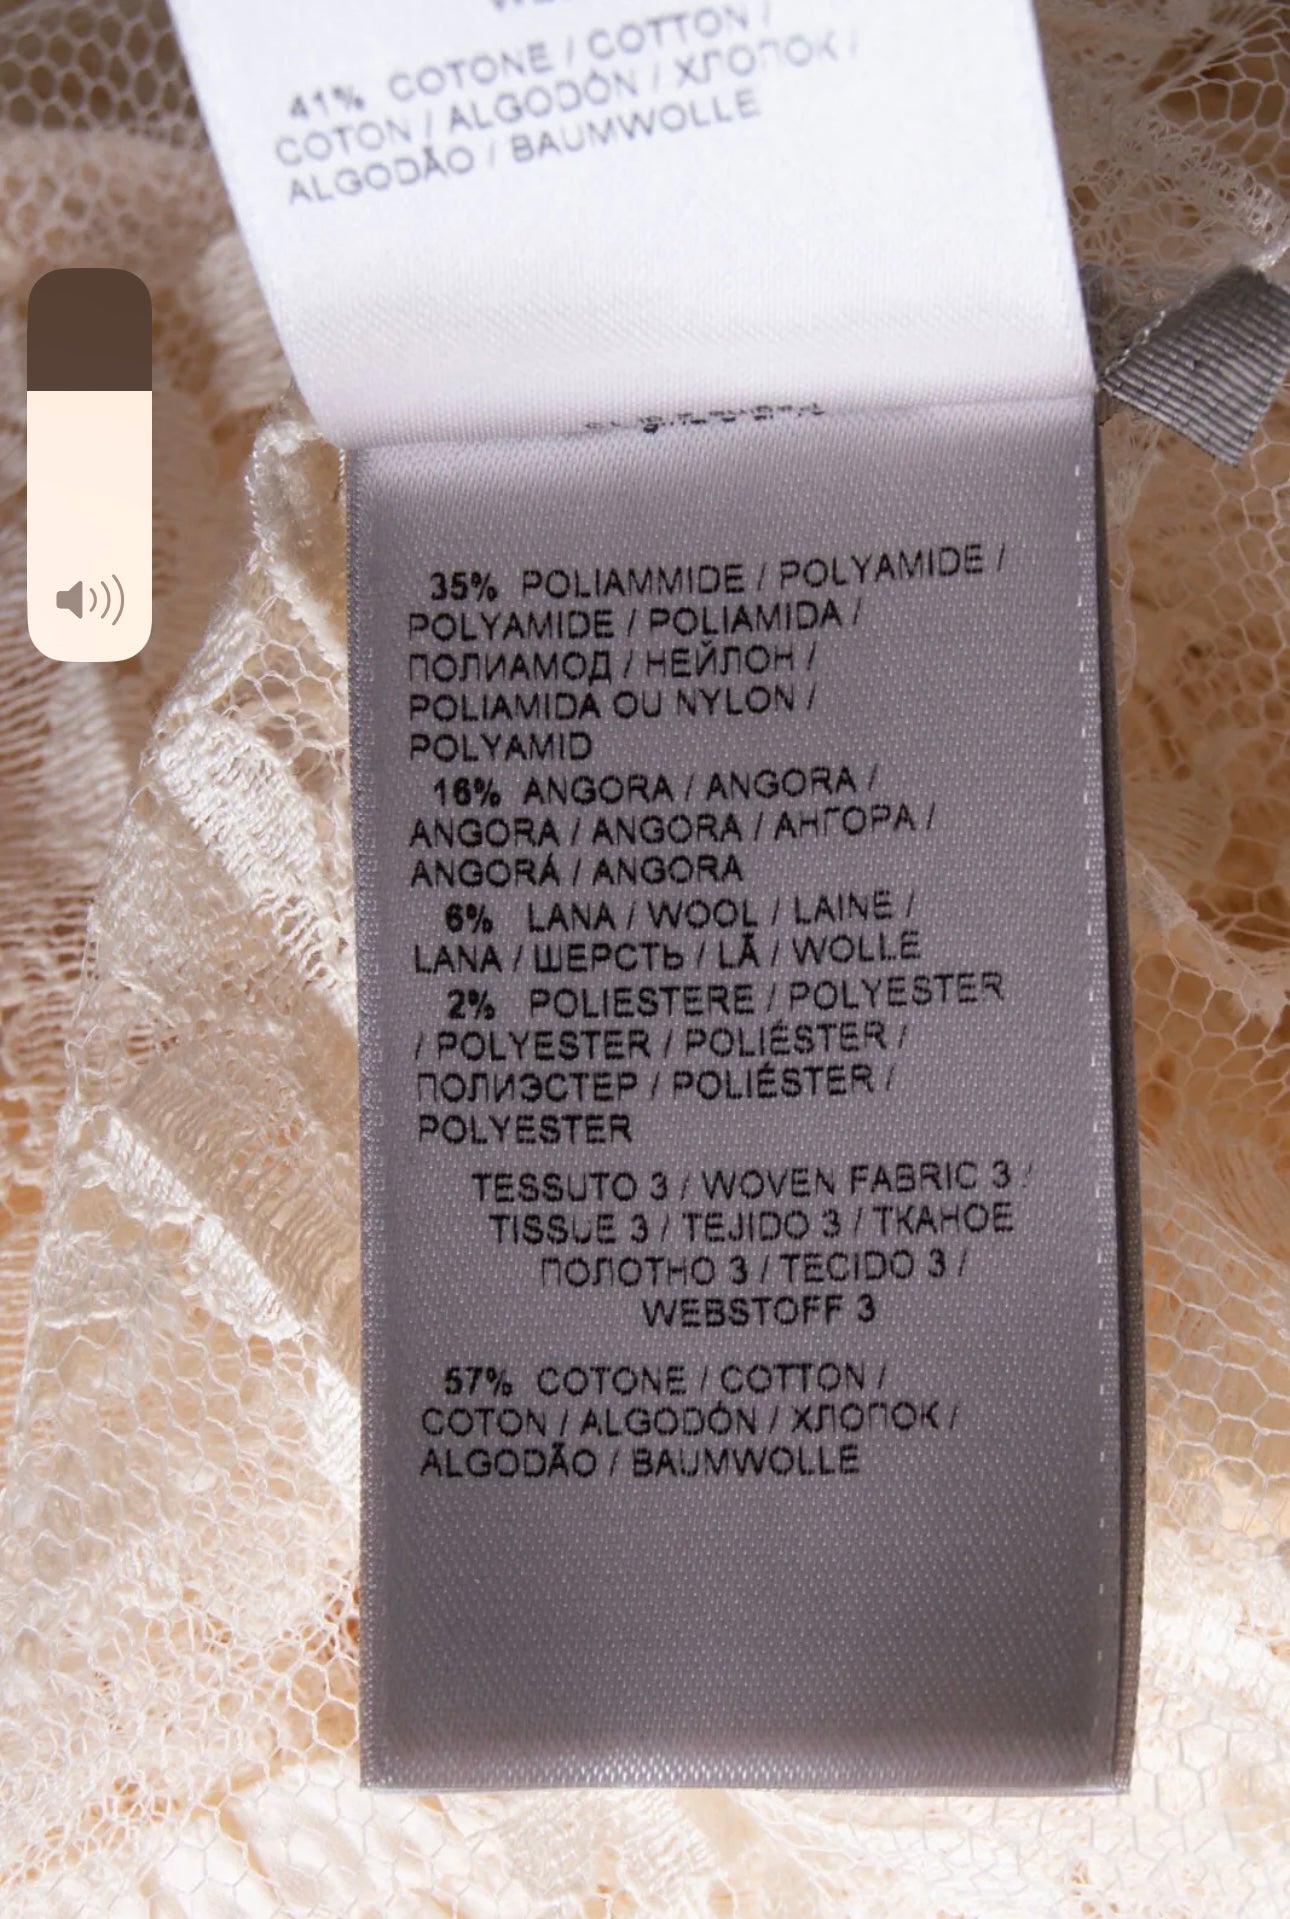 41% COTONE / COTTON /
COTON / ALGODÓN / ХЛОПОК /
ALGODÃO / BAUMWOLLE
35% POLIAMMIDE / POLYAMIDE /
POLYAMIDE / POLIAMIDA /
ПОЛИАМОД / НЕЙЛОН /
POLIAMIDA OU NYLON /
POLYAMID
16% ANGORA / ANGORA /
ANGORA / ANGORA / АНГОРА /
ANGORÁ / ANGORA
6% LANA / WOOL / LAINE /
LANA / ШЕРСТЬ / LÃ / WOLLE
2% POLIESTERE / POLYESTER
/ POLYESTER / POLIÉSTER /
ПОЛИЭСТЕР / POLIÉSTER /
POLYESTER
TESSUTO 3 / WOVEN FABRIC 3 /
TISSUE 3 / TEJIDO 3 / ТКАНОЕ
ПОЛОТНО 3 / TECIDO 3 /
WEBSTOFF 3
57% COTONE / COTTON /
COTON / ALGODÓN / ХЛОПОК /
ALGODÃO / BAUMWOLLE